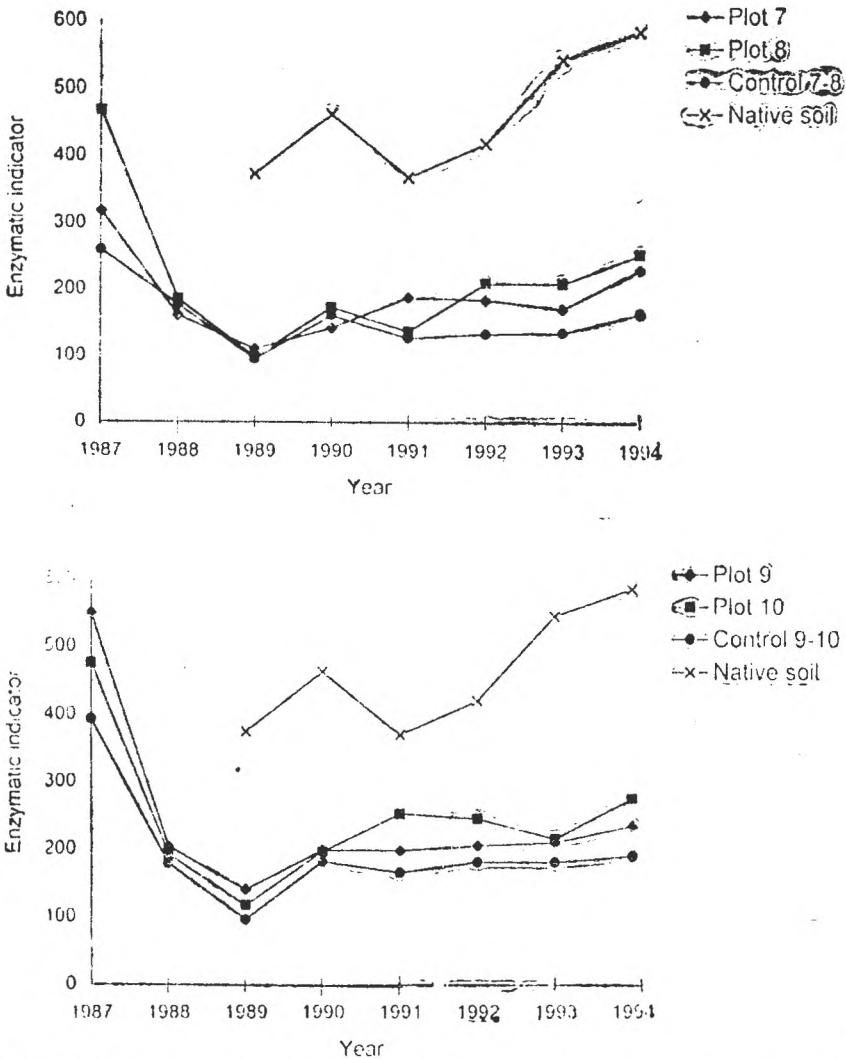 600
500
400
300
200
100
0
Enzymatic indicator
1987 1988 1989 1990 1991 1992 1993 1994
Year
Plot 7
Plot 8
Control 7-8
Native soil
500
400
300
200
100
0
Enzymatic indicator
1987 1988 1989 1990 1991 1992 1993 1994
Year
Plot 9
Plot 10
Control 9-10
Native soil